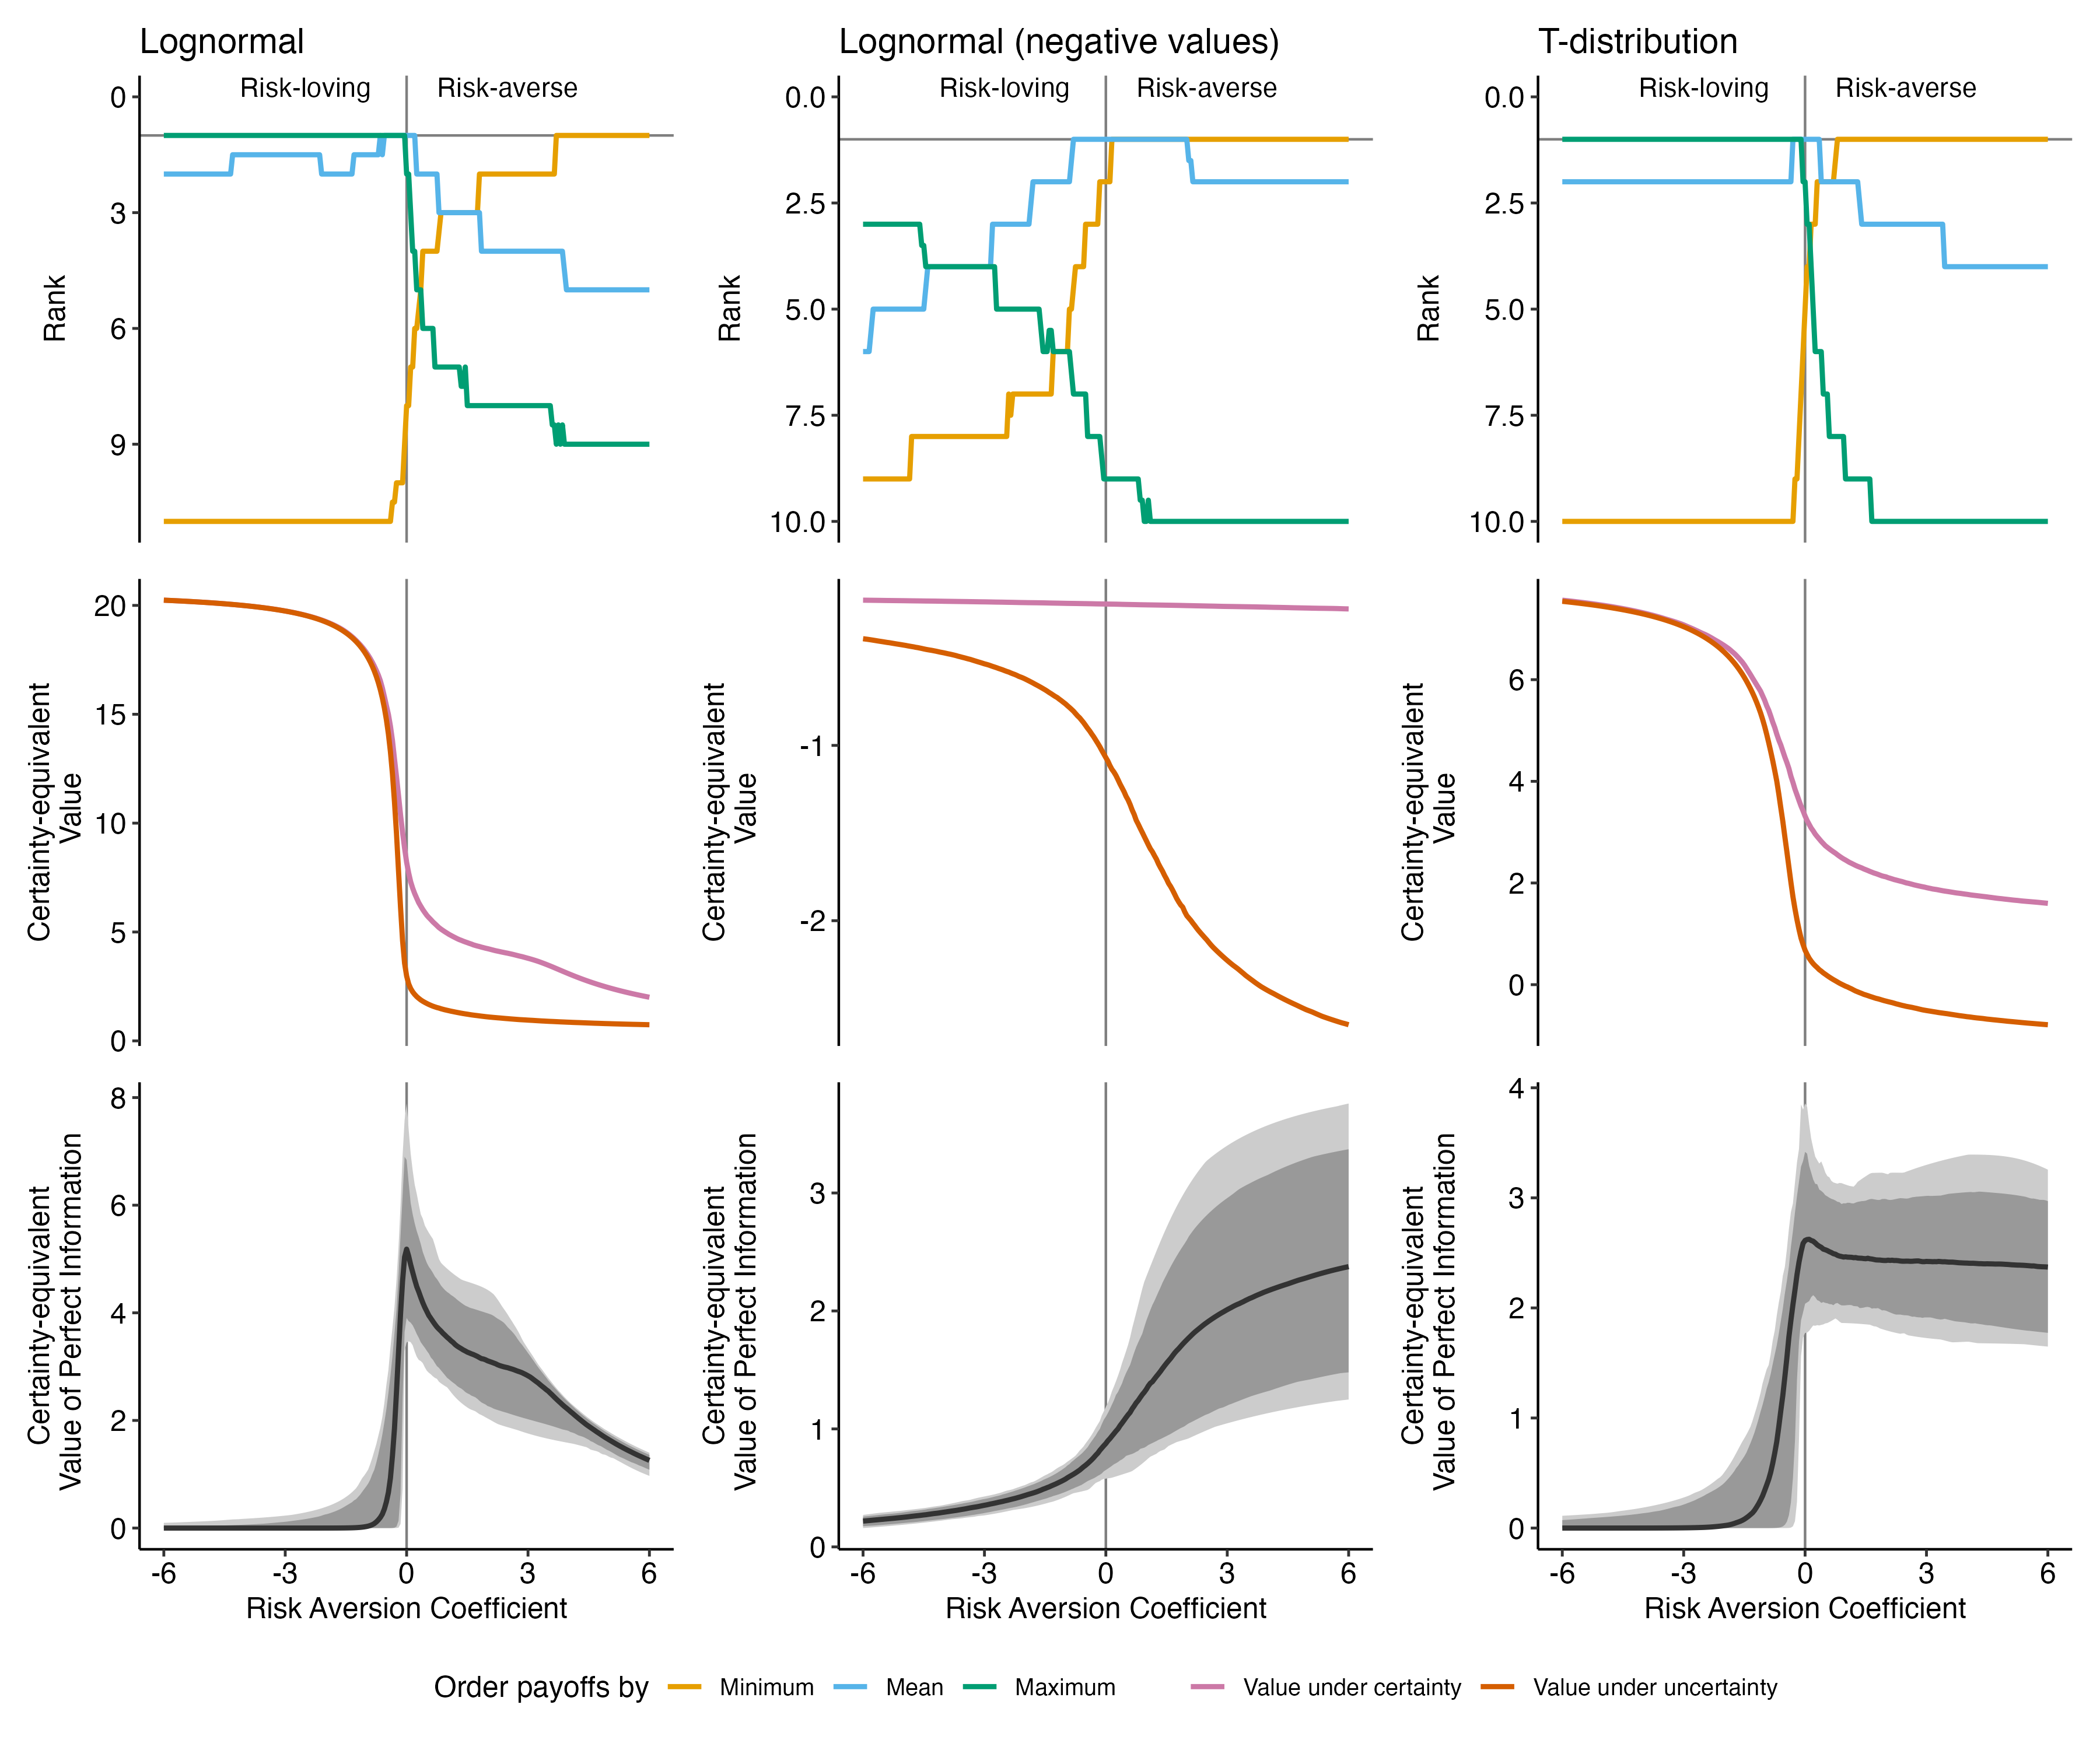 Lognormal
Lognormal (negative values)
T-distribution
Risk-loving
Risk-averse
Risk-loving
Risk-averse
Risk-loving
Risk-averse
Rank
0
3
6
9
Rank
0.0
2.5
5.0
7.5
10.0
Rank
0.0
2.5
5.0
7.5
10.0
Certainty-equivalent
Value
20
15
10
5
0
Certainty-equivalent
Value
-1
-2
Certainty-equivalent
Value
6
4
2
0
Certainty-equivalent
Value of Perfect Information
8
6
4
2
0
Certainty-equivalent
Value of Perfect Information
3
2
1
0
Certainty-equivalent
Value of Perfect Information
4
3
2
1
0
-6 -3 0 3 6
-6 -3 0 3 6
-6 -3 0 3 6
Risk Aversion Coefficient
Risk Aversion Coefficient
Risk Aversion Coefficient
Order payoffs by Minimum Mean Maximum Value under certainty Value under uncertainty